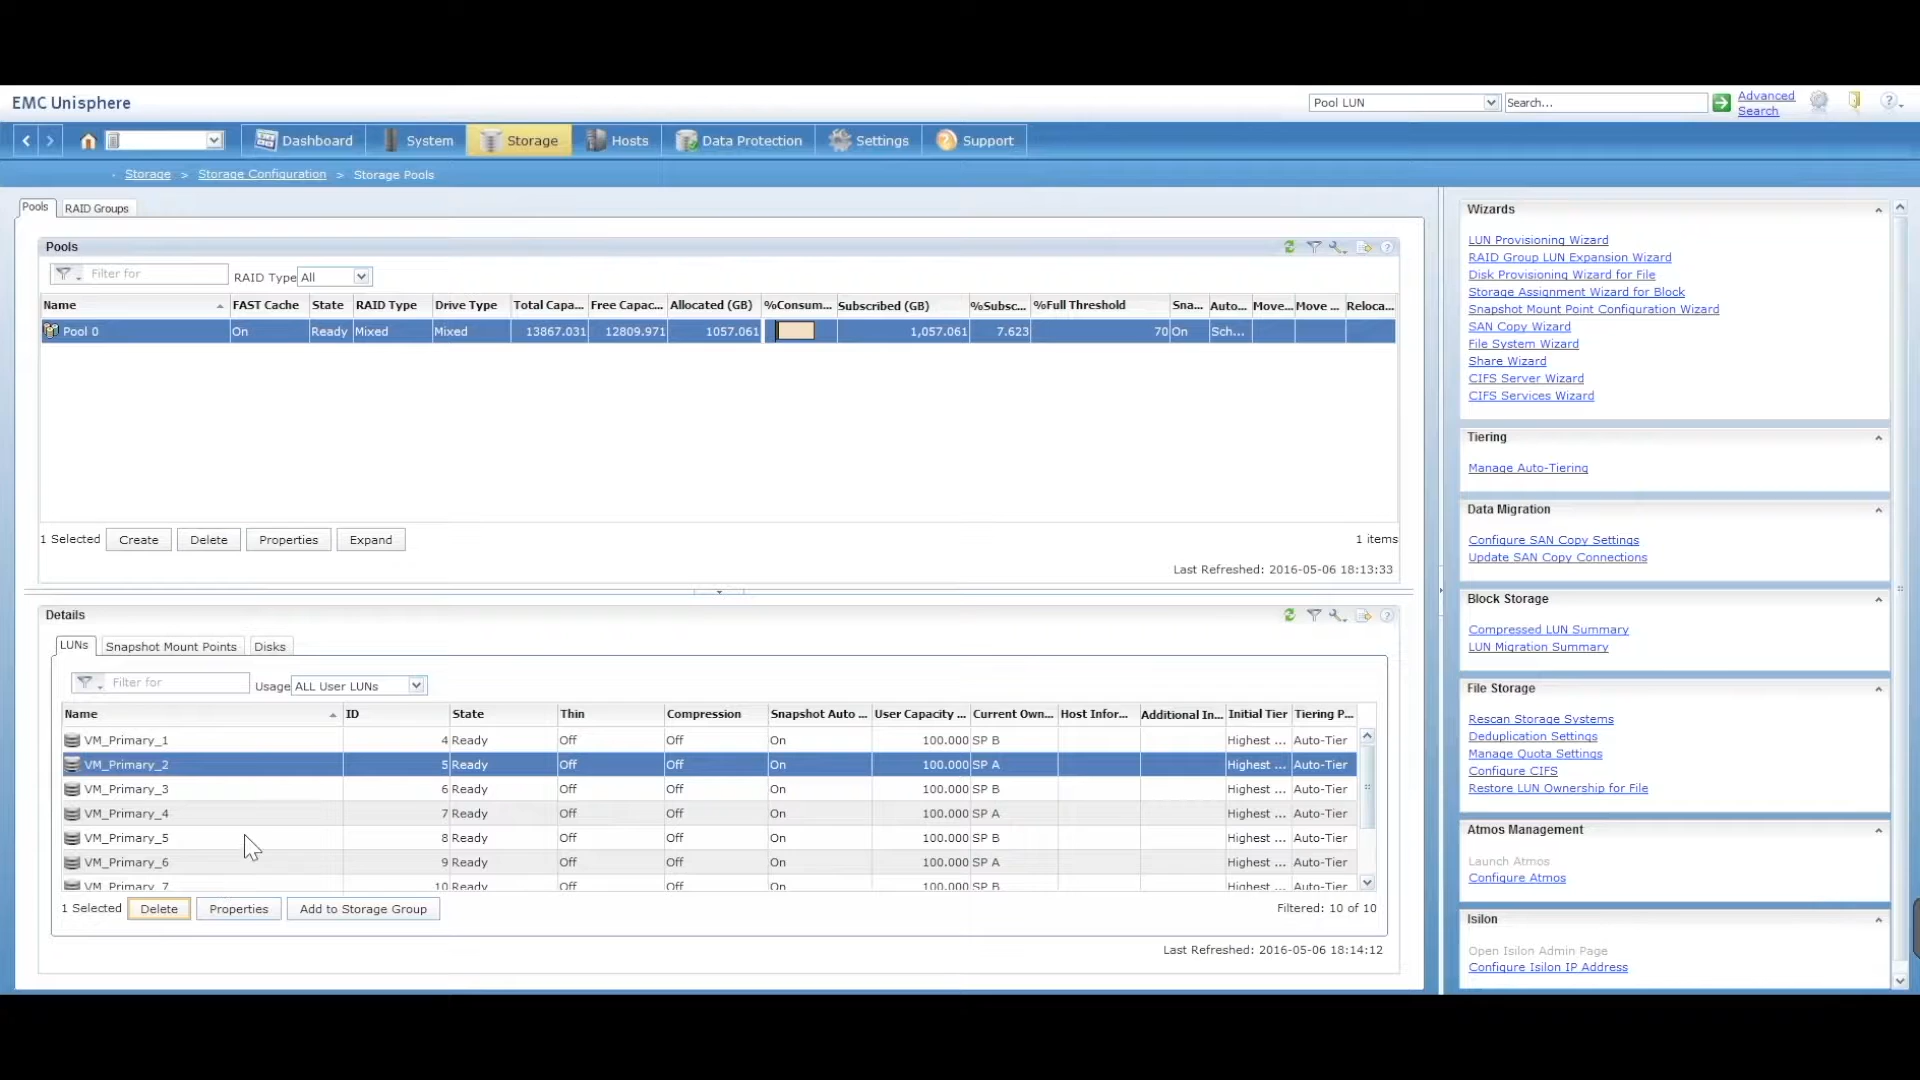 EMC Unisphere
Pool LUN Search... Advanced Search
Dashboard System Storage Hosts Data Protection Settings Support
Storage > Storage Configuration > Storage Pools
Pools RAID Groups
Pools
Filter for RAID Type All
Name FAST Cache State RAID Type Drive Type Total Capa... Free Capac... Allocated (GB) %Consum... Subscribed (GB) %Subsc... %Full Threshold Sna... Auto... Move... Move ... Reloca...
Pool 0 On Ready Mixed Mixed 13867.031 12809.971 1057.061 1,057.061 7.623 70 On Sch...
1 Selected Create Delete Properties Expand 1 items
Last Refreshed: 2016-05-06 18:13:33
Details
LUNs Snapshot Mount Points Disks
Filter for Usage ALL User LUNs
Name ID State Thin Compression Snapshot Auto ... User Capacity ... Current Own... Host Infor... Additional In... Initial Tier Tiering P...
VM_Primary_1 4 Ready Off Off On 100.000 SP B Highest ... Auto-Tier
VM_Primary_2 5 Ready Off Off On 100.000 SP A Highest ... Auto-Tier
VM_Primary_3 6 Ready Off Off On 100.000 SP B Highest ... Auto-Tier
VM_Primary_4 7 Ready Off Off On 100.000 SP A Highest ... Auto-Tier
VM_Primary_5 8 Ready Off Off On 100.000 SP B Highest ... Auto-Tier
VM_Primary_6 9 Ready Off Off On 100.000 SP A Highest ... Auto-Tier
VM_Primary_7 10 Ready Off Off On 100.000 SP B Highest ... Auto-Tier
1 Selected Delete Properties Add to Storage Group Filtered: 10 of 10
Last Refreshed: 2016-05-06 18:14:12
Wizards
LUN Provisioning Wizard
RAID Group LUN Expansion Wizard
Disk Provisioning Wizard for File
Storage Assignment Wizard for Block
Snapshot Mount Point Configuration Wizard
SAN Copy Wizard
File System Wizard
Share Wizard
CIFS Server Wizard
CIFS Services Wizard
Tiering
Manage Auto-Tiering
Data Migration
Configure SAN Copy Settings
Update SAN Copy Connections
Block Storage
Compressed LUN Summary
LUN Migration Summary
File Storage
Rescan Storage Systems
Deduplication Settings
Manage Quota Settings
Configure CIFS
Restore LUN Ownership for File
Atmos Management
Launch Atmos
Configure Atmos
Isilon
Open Isilon Admin Page
Configure Isilon IP Address